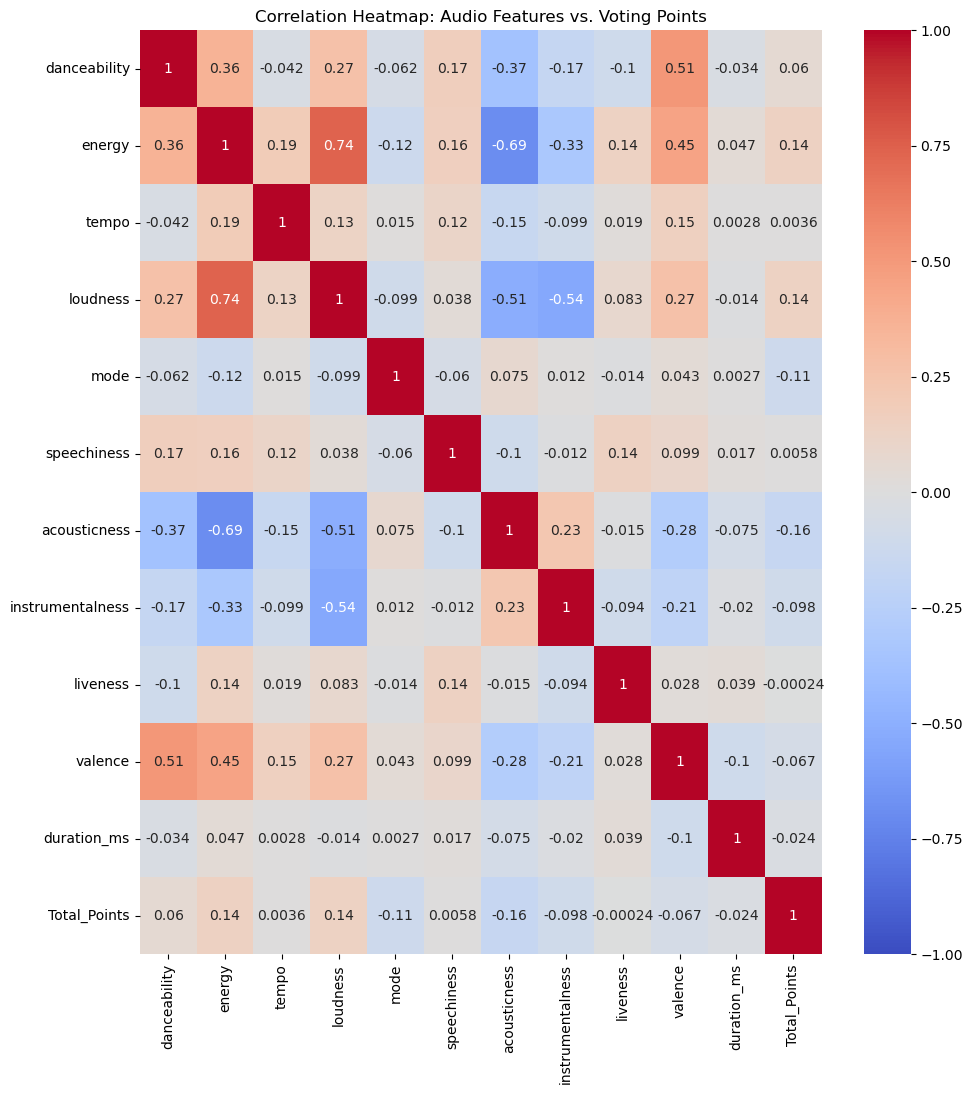 Correlation Heatmap: Audio Features vs. Voting Points
danceability 1 0.36 -0.042 0.27 -0.062 0.17 -0.37 -0.17 -0.1 0.51 -0.034 0.06
energy 0.36 1 0.19 0.74 -0.12 0.16 -0.69 -0.33 0.14 0.45 0.047 0.14
tempo -0.042 0.19 1 0.13 0.015 0.12 -0.15 -0.099 0.019 0.15 0.0028 0.0036
loudness 0.27 0.74 0.13 1 -0.099 0.038 -0.51 -0.54 0.083 0.27 -0.014 0.14
mode -0.062 -0.12 0.015 -0.099 1 -0.06 0.075 0.012 -0.014 0.043 0.0027 -0.11
speechiness 0.17 0.16 0.12 0.038 -0.06 1 -0.1 -0.012 0.14 0.099 0.017 0.0058
acousticness -0.37 -0.69 -0.15 -0.51 0.075 -0.1 1 0.23 -0.015 -0.28 -0.075 -0.16
instrumentalness -0.17 -0.33 -0.099 -0.54 0.012 -0.012 0.23 1 -0.094 -0.21 -0.02 -0.098
liveness -0.1 0.14 0.019 0.083 -0.014 0.14 -0.015 -0.094 1 0.028 0.039 -0.00024
valence 0.51 0.45 0.15 0.27 0.043 0.099 -0.28 -0.21 0.028 1 -0.1 -0.067
duration_ms -0.034 0.047 0.0028 -0.014 0.0027 0.017 -0.075 -0.02 0.039 -0.1 1 -0.024
Total_Points 0.06 0.14 0.0036 0.14 -0.11 0.0058 -0.16 -0.098 -0.00024 -0.067 -0.024 1
danceability
energy
tempo
loudness
mode
speechiness
acousticness
instrumentalness
liveness
valence
duration_ms
Total_Points
1.00
0.75
0.50
0.25
0.00
−0.25
−0.50
−0.75
−1.00